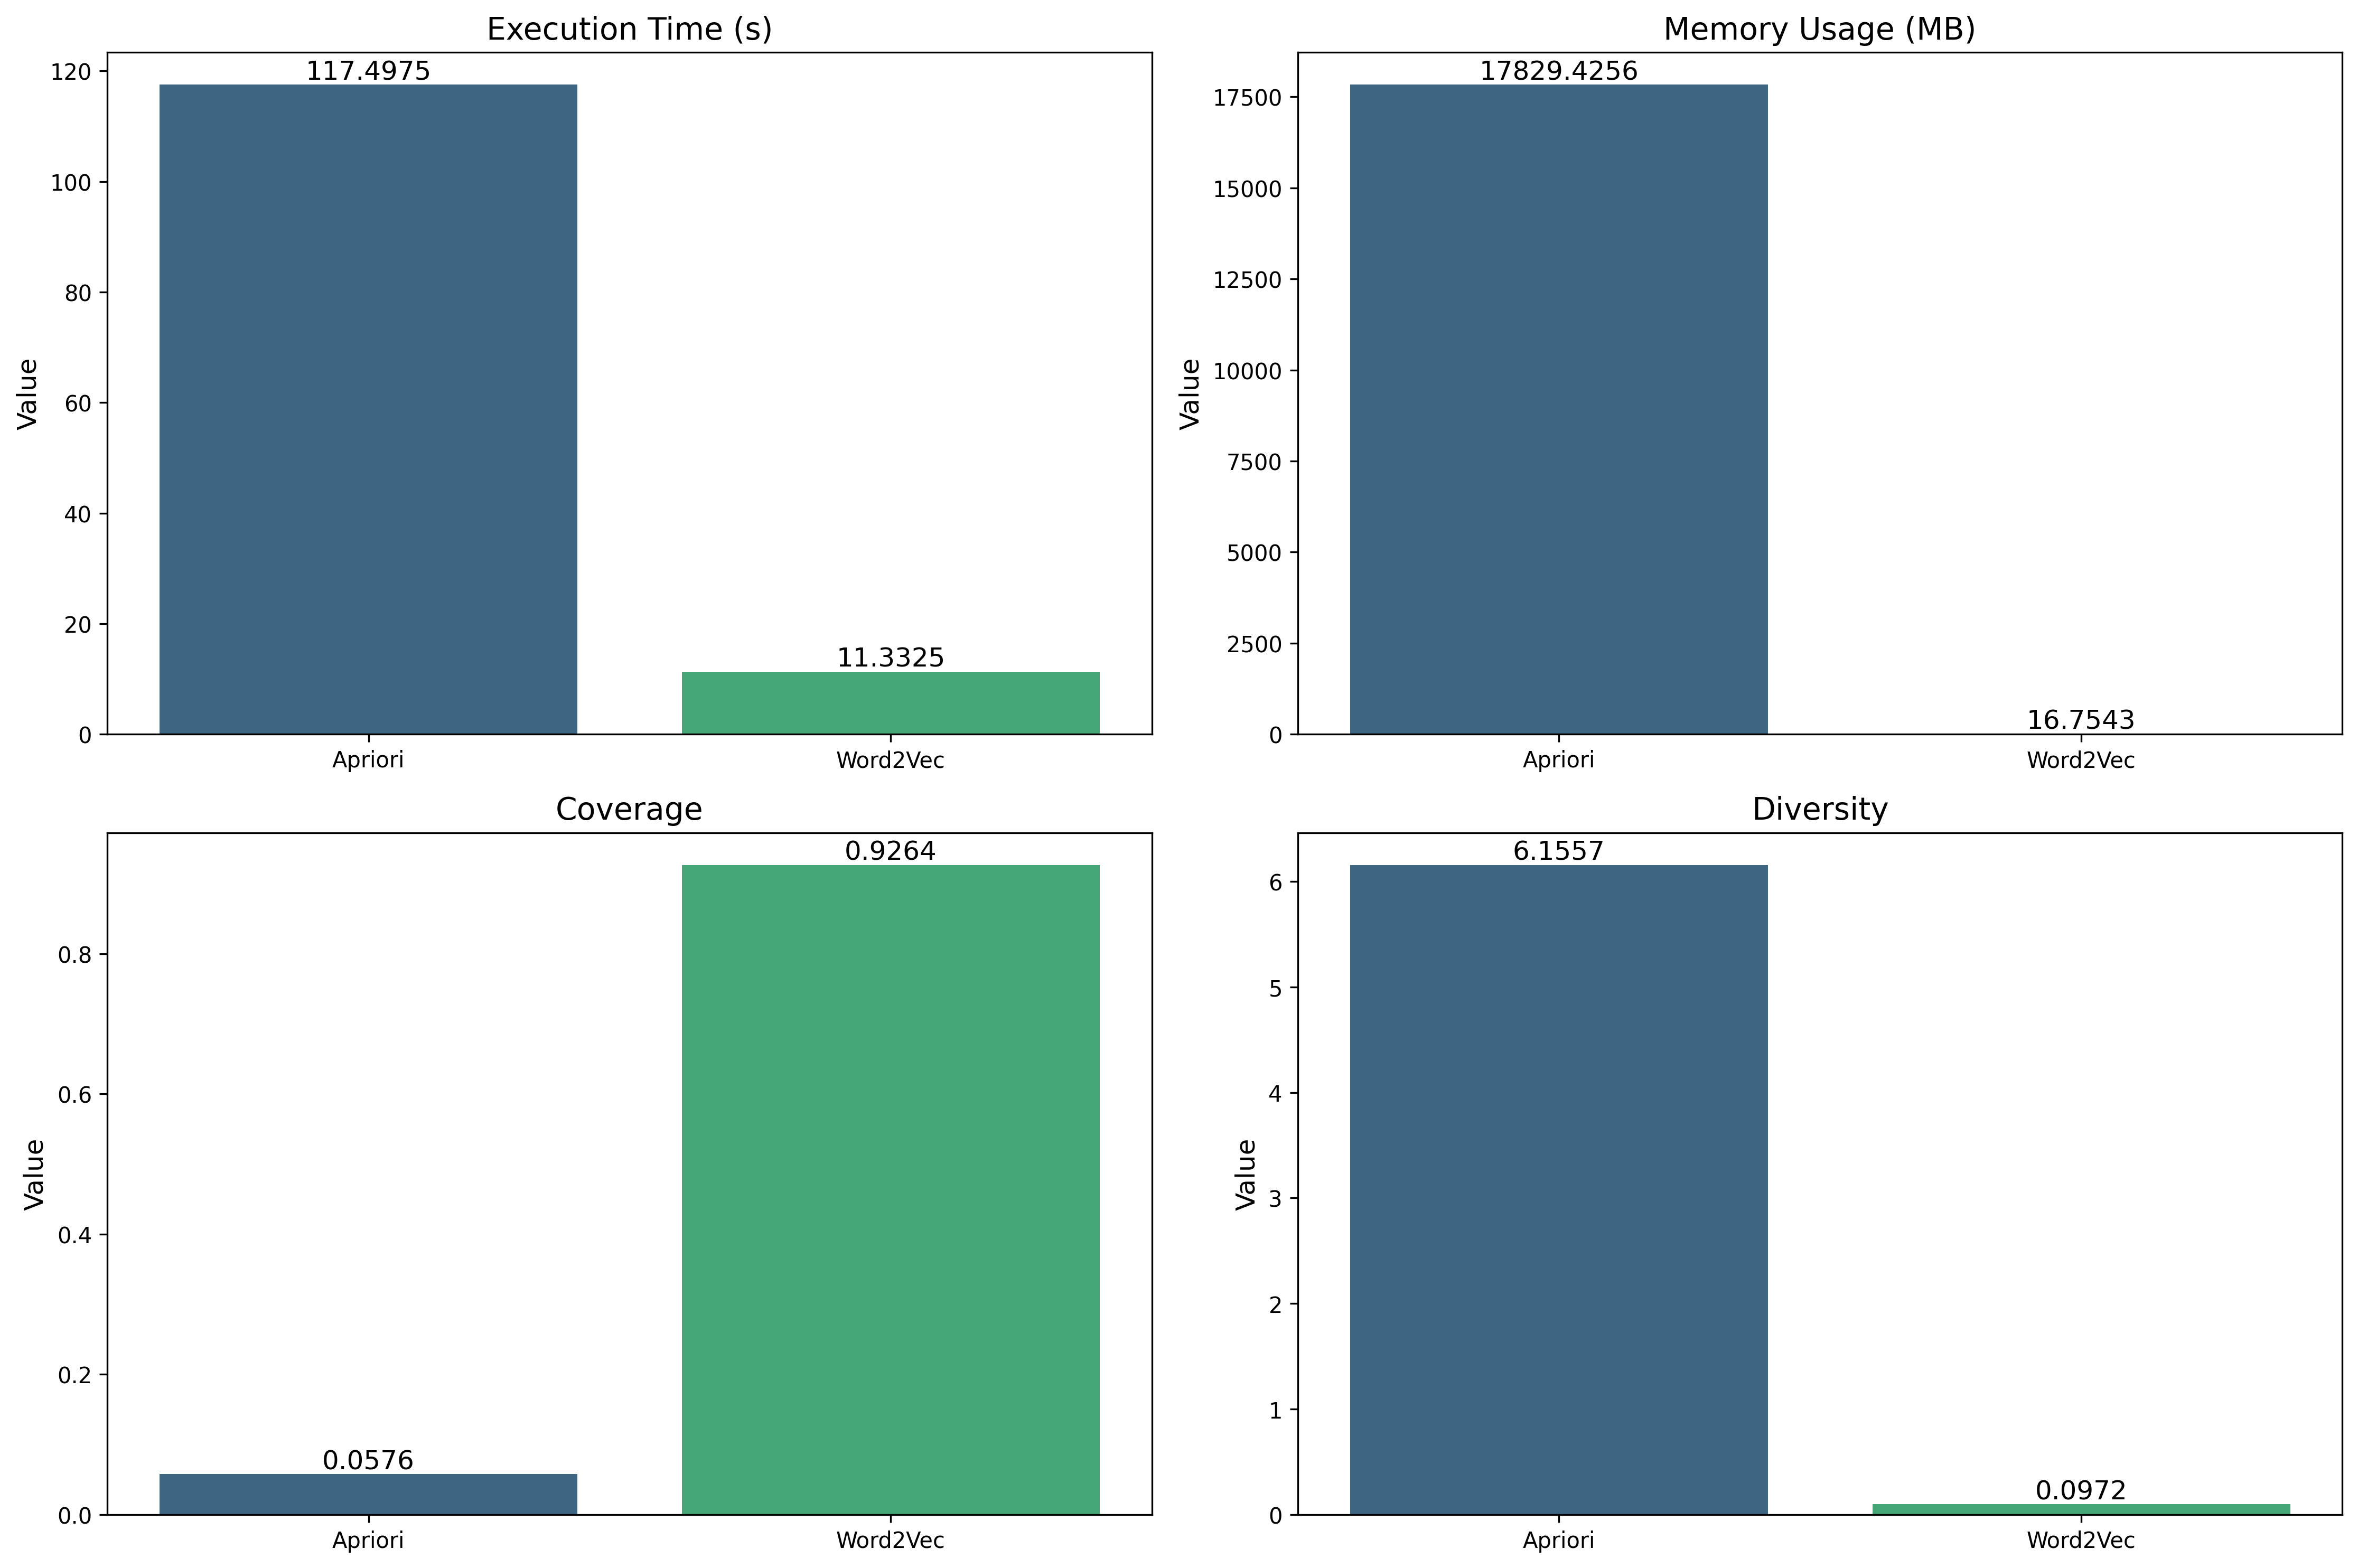 Execution Time (s)
Value
120
100
80
60
40
20
0
117.4975
11.3325
Apriori
Word2Vec
Memory Usage (MB)
Value
17500
15000
12500
10000
7500
5000
2500
0
17829.4256
16.7543
Apriori
Word2Vec
Coverage
Value
0.8
0.6
0.4
0.2
0.0
0.9264
0.0576
Apriori
Word2Vec
Diversity
Value
6
5
4
3
2
1
0
6.1557
0.0972
Apriori
Word2Vec